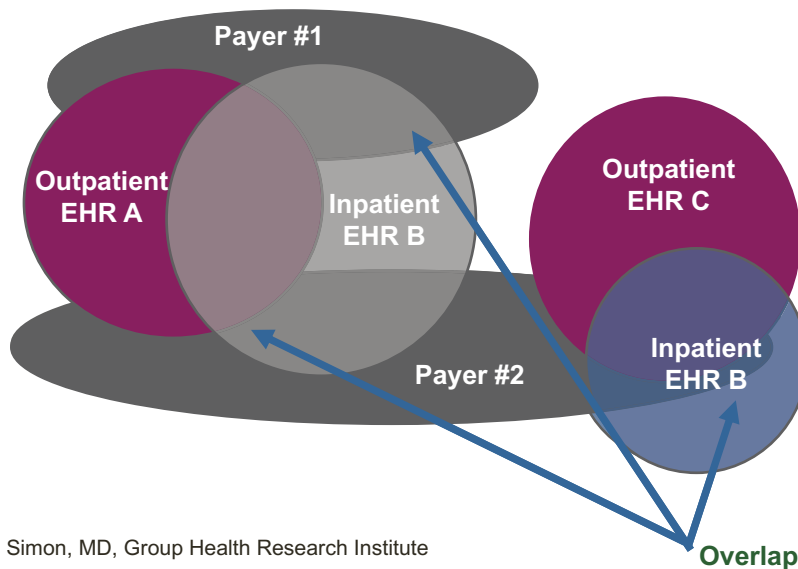 Payer #1
Outpatient
EHR A
Inpatient
EHR B
Outpatient
EHR C
Inpatient
EHR B
Payer #2
Simon, MD, Group Health Research Institute
Overlap